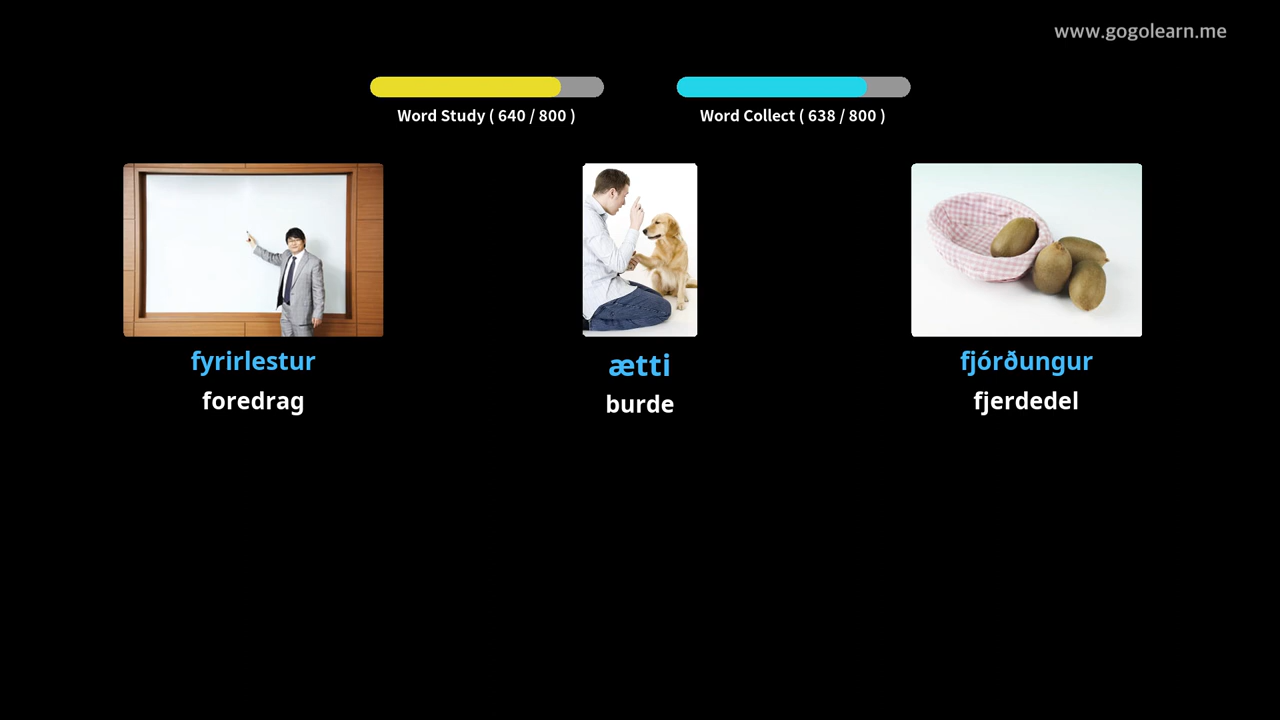 www.gogolearn.me
Word Study ( 640 / 800 )
Word Collect ( 638 / 800 )
fyrirlestur
foredrag
ætti
burde
fjórðungur
fjerdedel